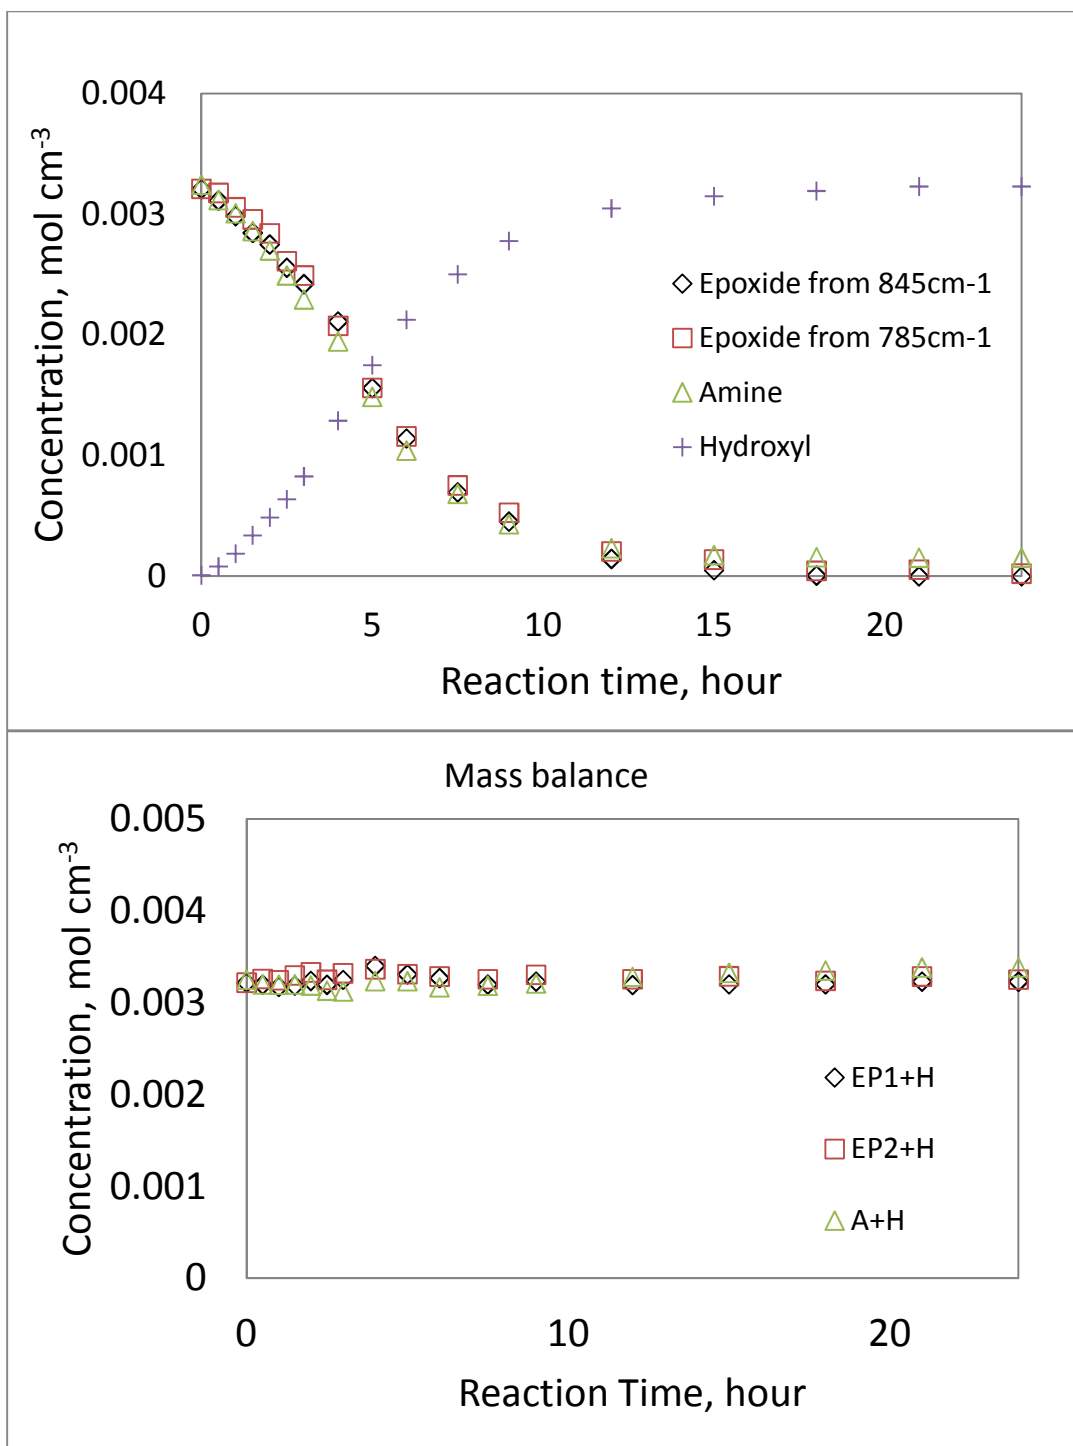 0.004
0.003
0.002
0.001
0
Concentration, mol cm-3
Epoxide from 845cm-1
Epoxide from 785cm-1
Amine
Hydroxyl
0 5 10 15 20
Reaction time, hour
Mass balance
0.005
0.004
0.003
0.002
0.001
0
Concentration, mol cm-3
EP1+H
EP2+H
A+H
0 10 20
Reaction Time, hour